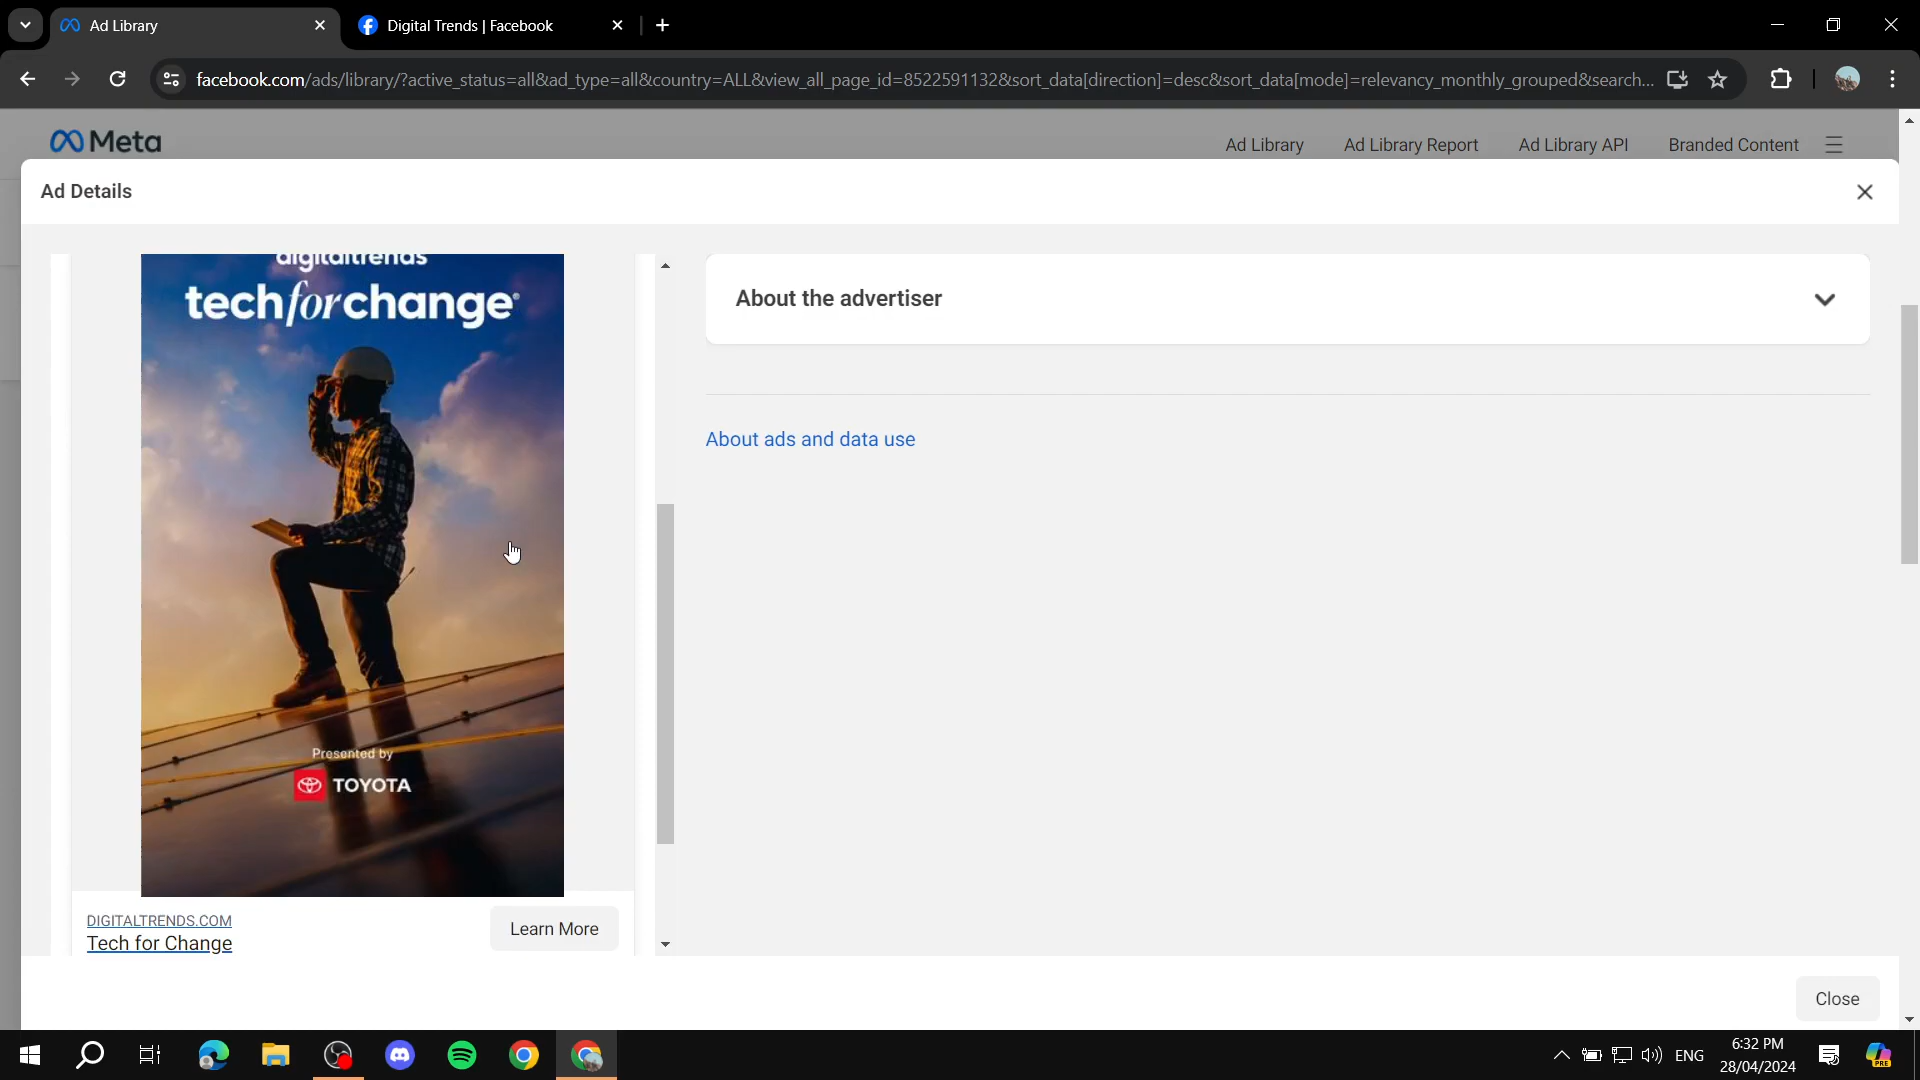 Ad Library
Digital Trends | Facebook
facebook.com/ads/library/?active_status=all&ad_type=all&country=ALL&view_all_page_id=8522591132&sort_data[direction]=desc&sort_data[mode]=relevancy_monthly_grouped&search...
Meta
Ad Library
Ad Library Report
Ad Library API
Branded Content
Ad Details
digitaltrends
techforchange®
About the advertiser
About ads and data use
Presented by
TOYOTA
DIGITALTRENDS.COM
Tech for Change
Learn More
Close
ENG
6:32 PM
28/04/2024
PRE